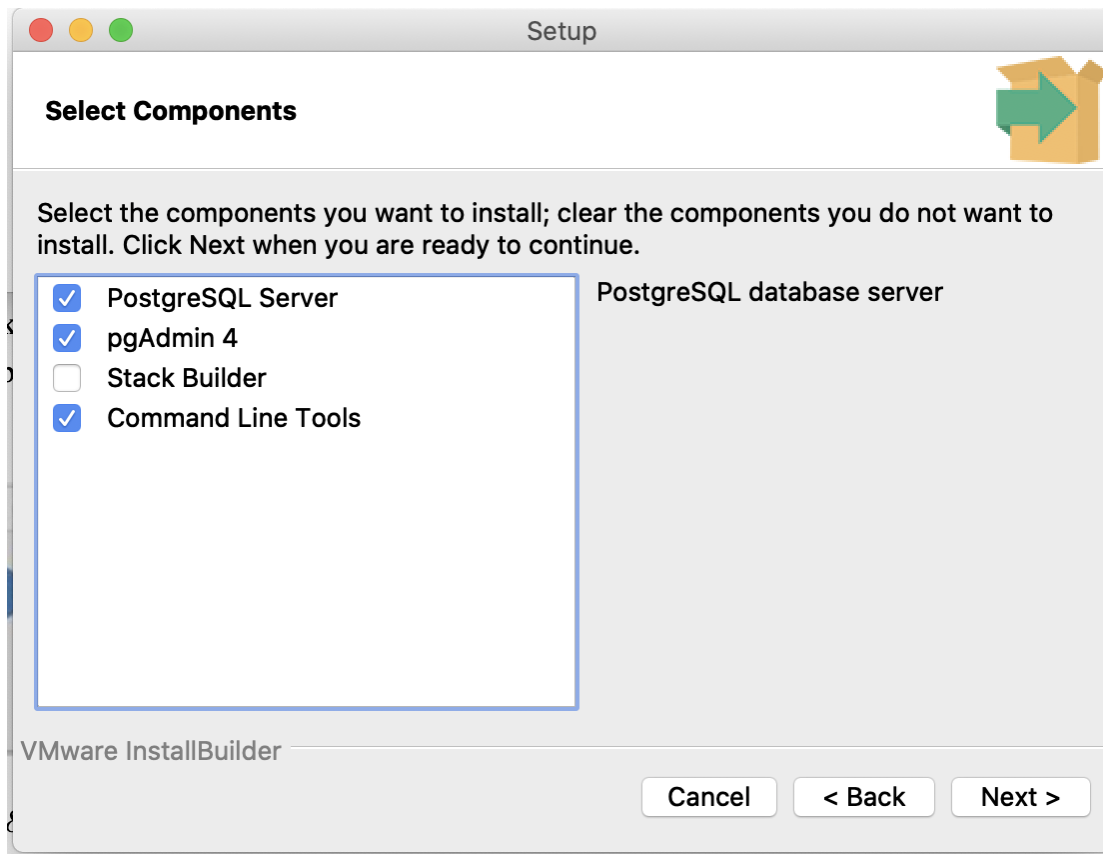 Setup
Select Components
Select the components you want to install; clear the components you do not want to
install. Click Next when you are ready to continue.
PostgreSQL Server
PostgreSQL database server
pgAdmin 4
Stack Builder
Command Line Tools
VMware InstallBuilder
Cancel
< Back
Next >